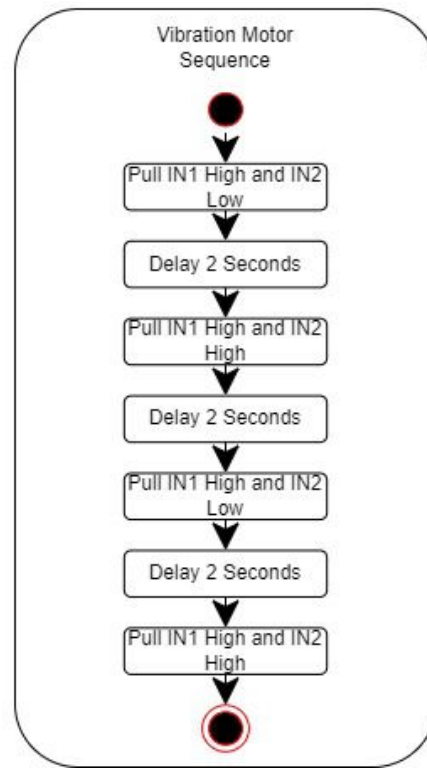 Vibration Motor
Sequence
Pull IN1 High and IN2
Low
Delay 2 Seconds
Pull IN1 High and IN2
High
Delay 2 Seconds
Pull IN1 High and IN2
Low
Delay 2 Seconds
Pull IN1 High and IN2
High